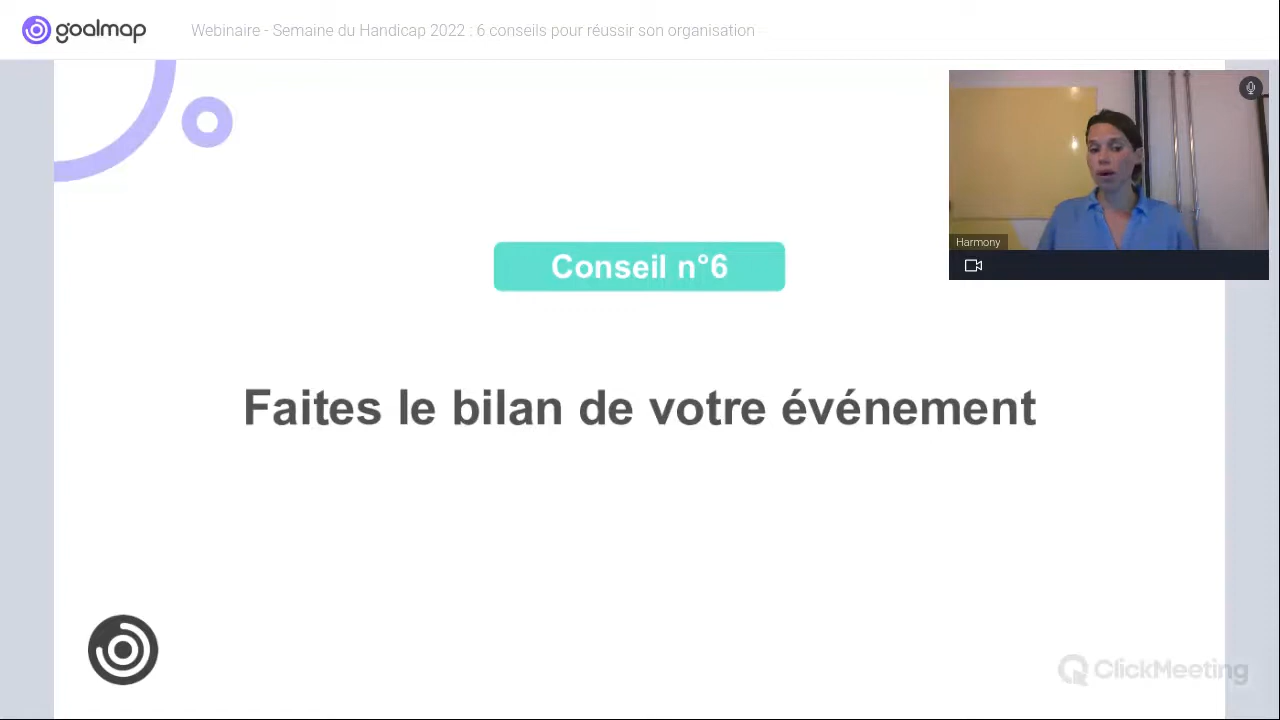 goalmap
Webinaire - Semaine du Handicap 2022 : 6 conseils pour réussir son organisation
Harmony
Conseil n°6
Faites le bilan de votre événement
ClickMeeting